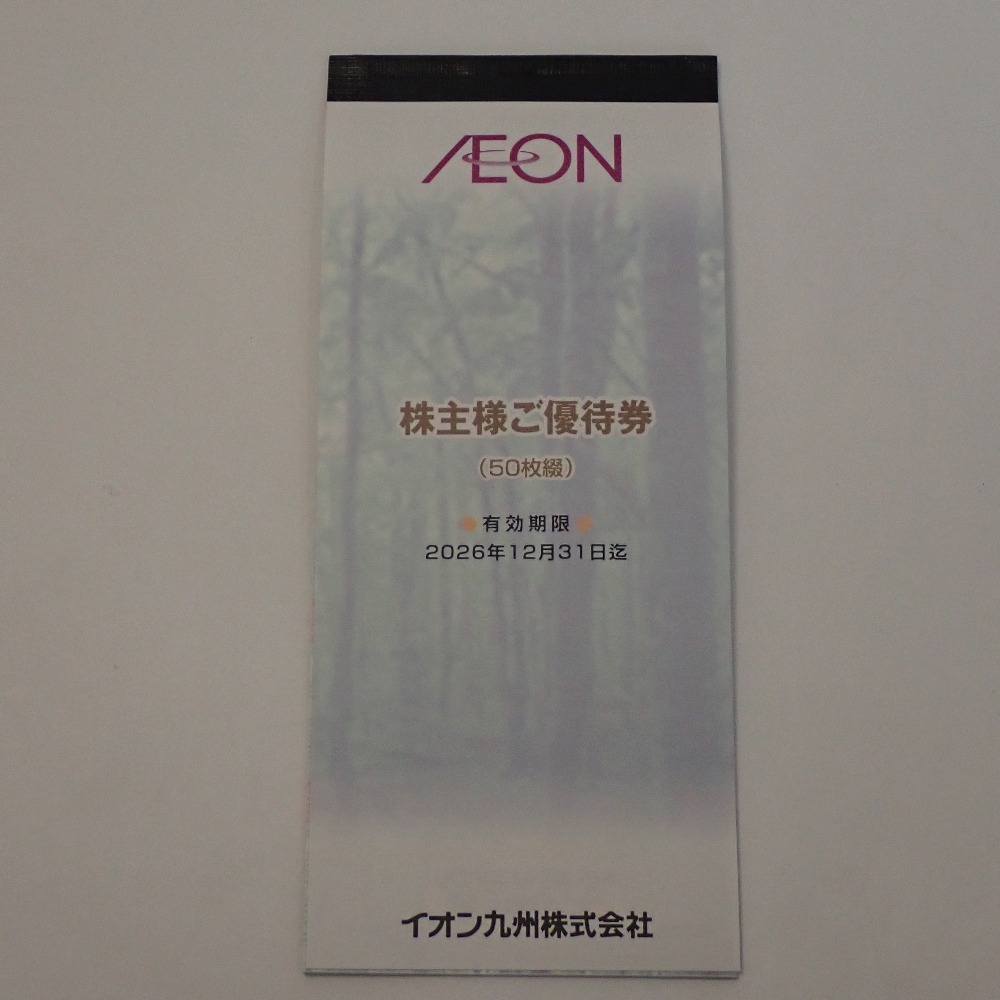 ÆON
株主様ご優待券
（50枚綴）
●有効期限●
2026年12月31日迄
イオン九州株式会社